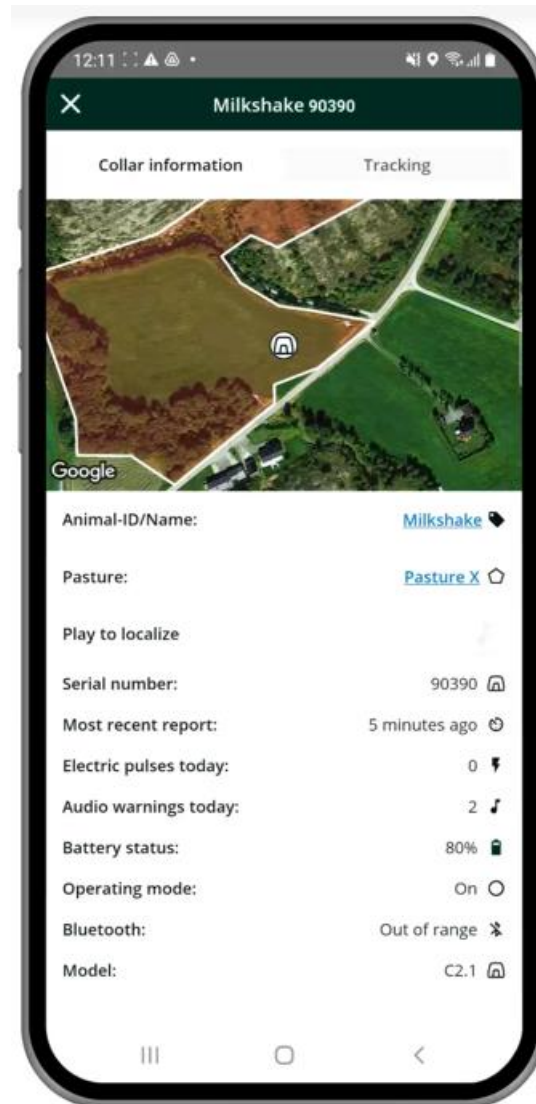 12:11
Milkshake 90390
Collar information
Tracking
Google
Animal-ID/Name: Milkshake
Pasture: Pasture X
Play to localize
Serial number: 90390
Most recent report: 5 minutes ago
Electric pulses today: 0
Audio warnings today: 2
Battery status: 80%
Operating mode: On
Bluetooth: Out of range
Model: C2.1